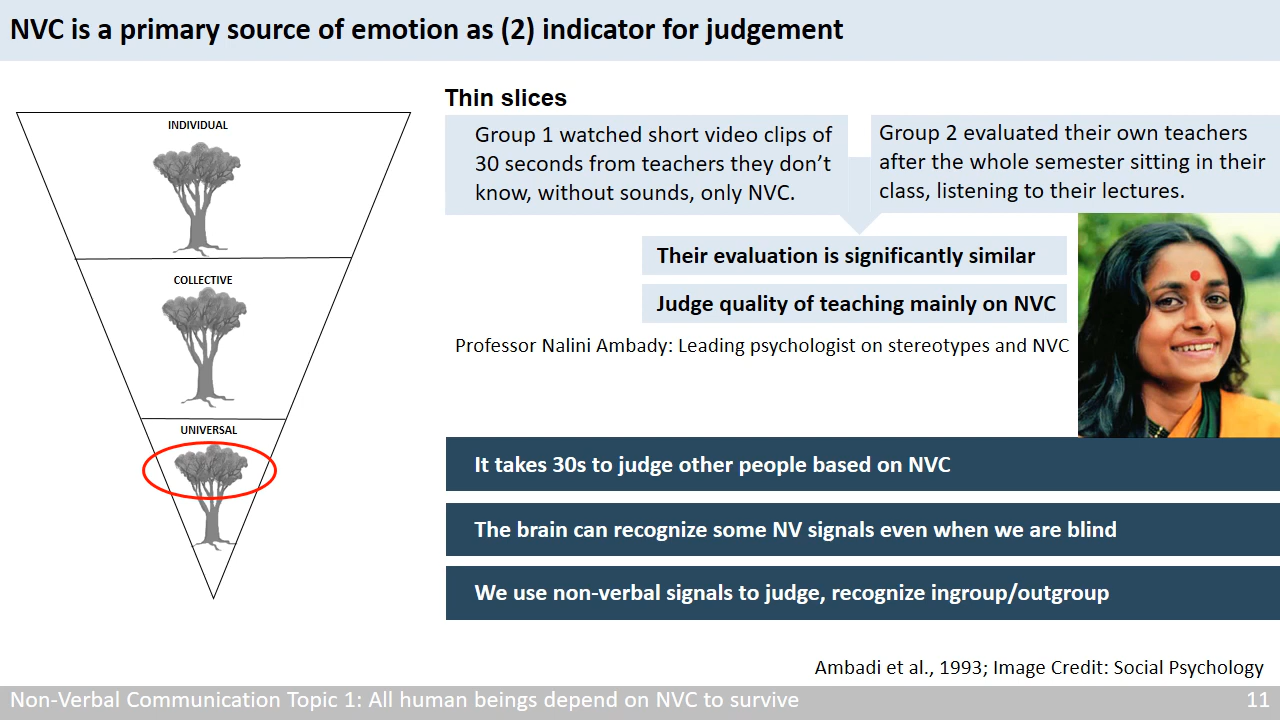 NVC is a primary source of emotion as (2) indicator for judgement
INDIVIDUAL
COLLECTIVE
UNIVERSAL
Thin slices
Group 1 watched short video clips of
30 seconds from teachers they don’t
know, without sounds, only NVC.
Group 2 evaluated their own teachers
after the whole semester sitting in their
class, listening to their lectures.
Their evaluation is significantly similar
Judge quality of teaching mainly on NVC
Professor Nalini Ambady: Leading psychologist on stereotypes and NVC
It takes 30s to judge other people based on NVC
The brain can recognize some NV signals even when we are blind
We use non-verbal signals to judge, recognize ingroup/outgroup
Ambadi et al., 1993; Image Credit: Social Psychology
Non-Verbal Communication Topic 1: All human beings depend on NVC to survive
11